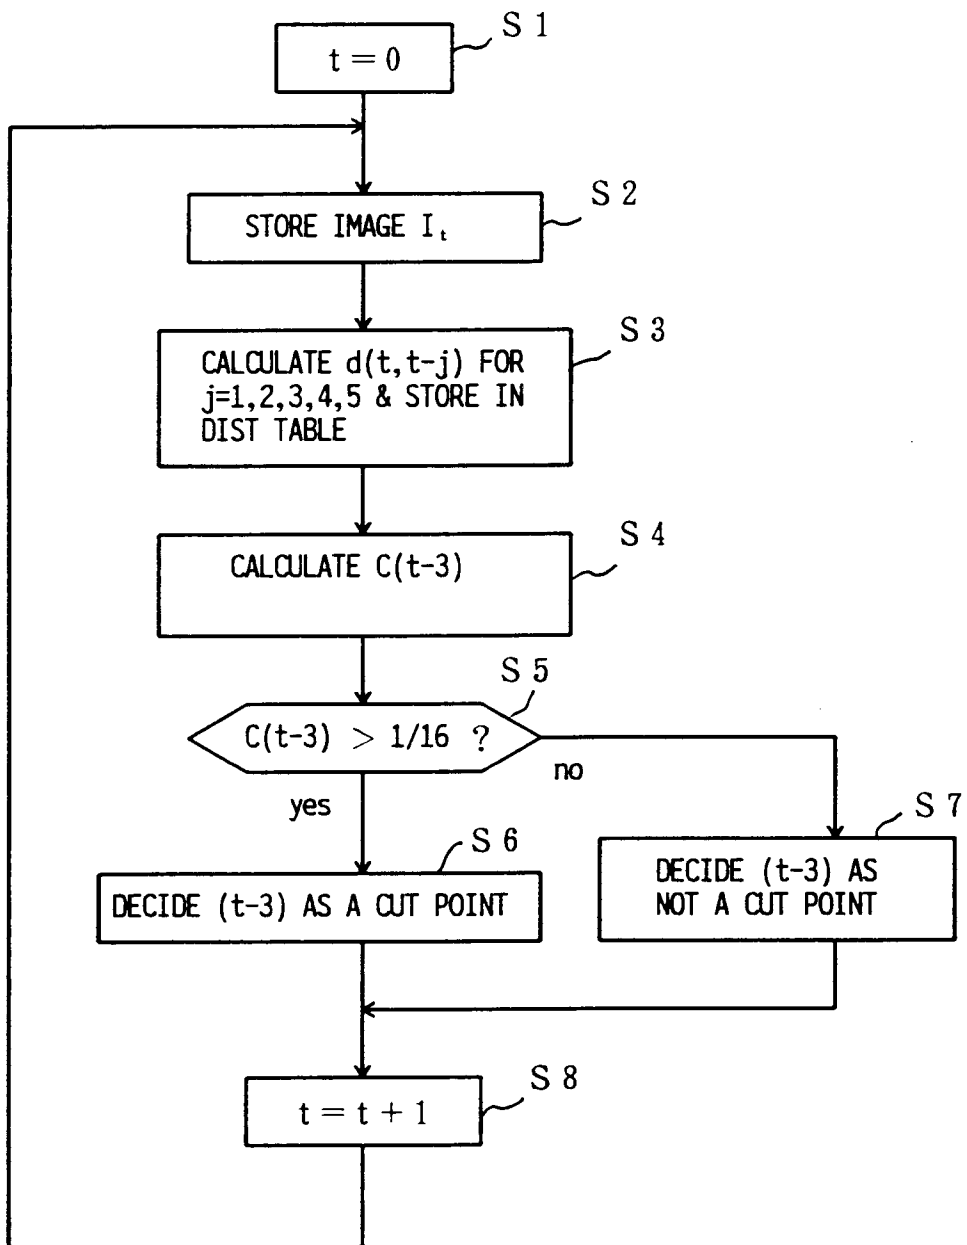 S 1
t = 0
S 2
STORE IMAGE Iₜ
S 3
CALCULATE d(t,t-j) FOR
j=1,2,3,4,5 & STORE IN
DIST TABLE
S 4
CALCULATE C(t-3)
S 5
C(t-3) > 1/16 ?
no
yes
S 6
DECIDE (t-3) AS A CUT POINT
S 7
DECIDE (t-3) AS
NOT A CUT POINT
S 8
t = t + 1